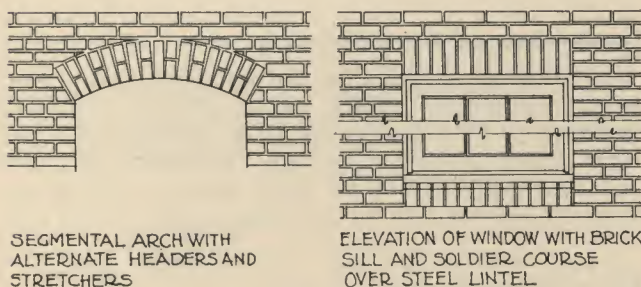 SEGMENTAL ARCH WITH
ALTERNATE HEADERS AND
STRETCHERS
ELEVATION OF WINDOW WITH BRICK
SILL AND SOLDIER COURSE
OVER STEEL LINTEL